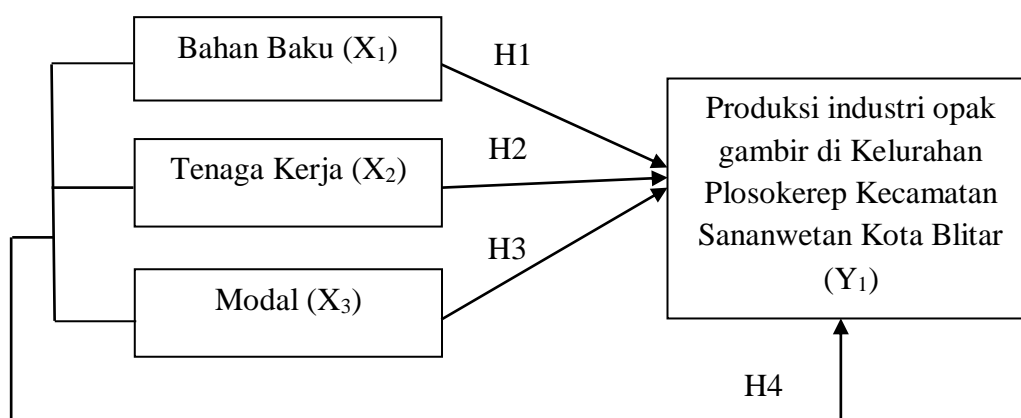 Bahan Baku (X₁)
H1
Tenaga Kerja (X₂)
H2
Modal (X₃)
H3
Produksi industri opak
gambir di Kelurahan
Plosokerep Kecamatan
Sananwetan Kota Blitar
(Y₁)
H4